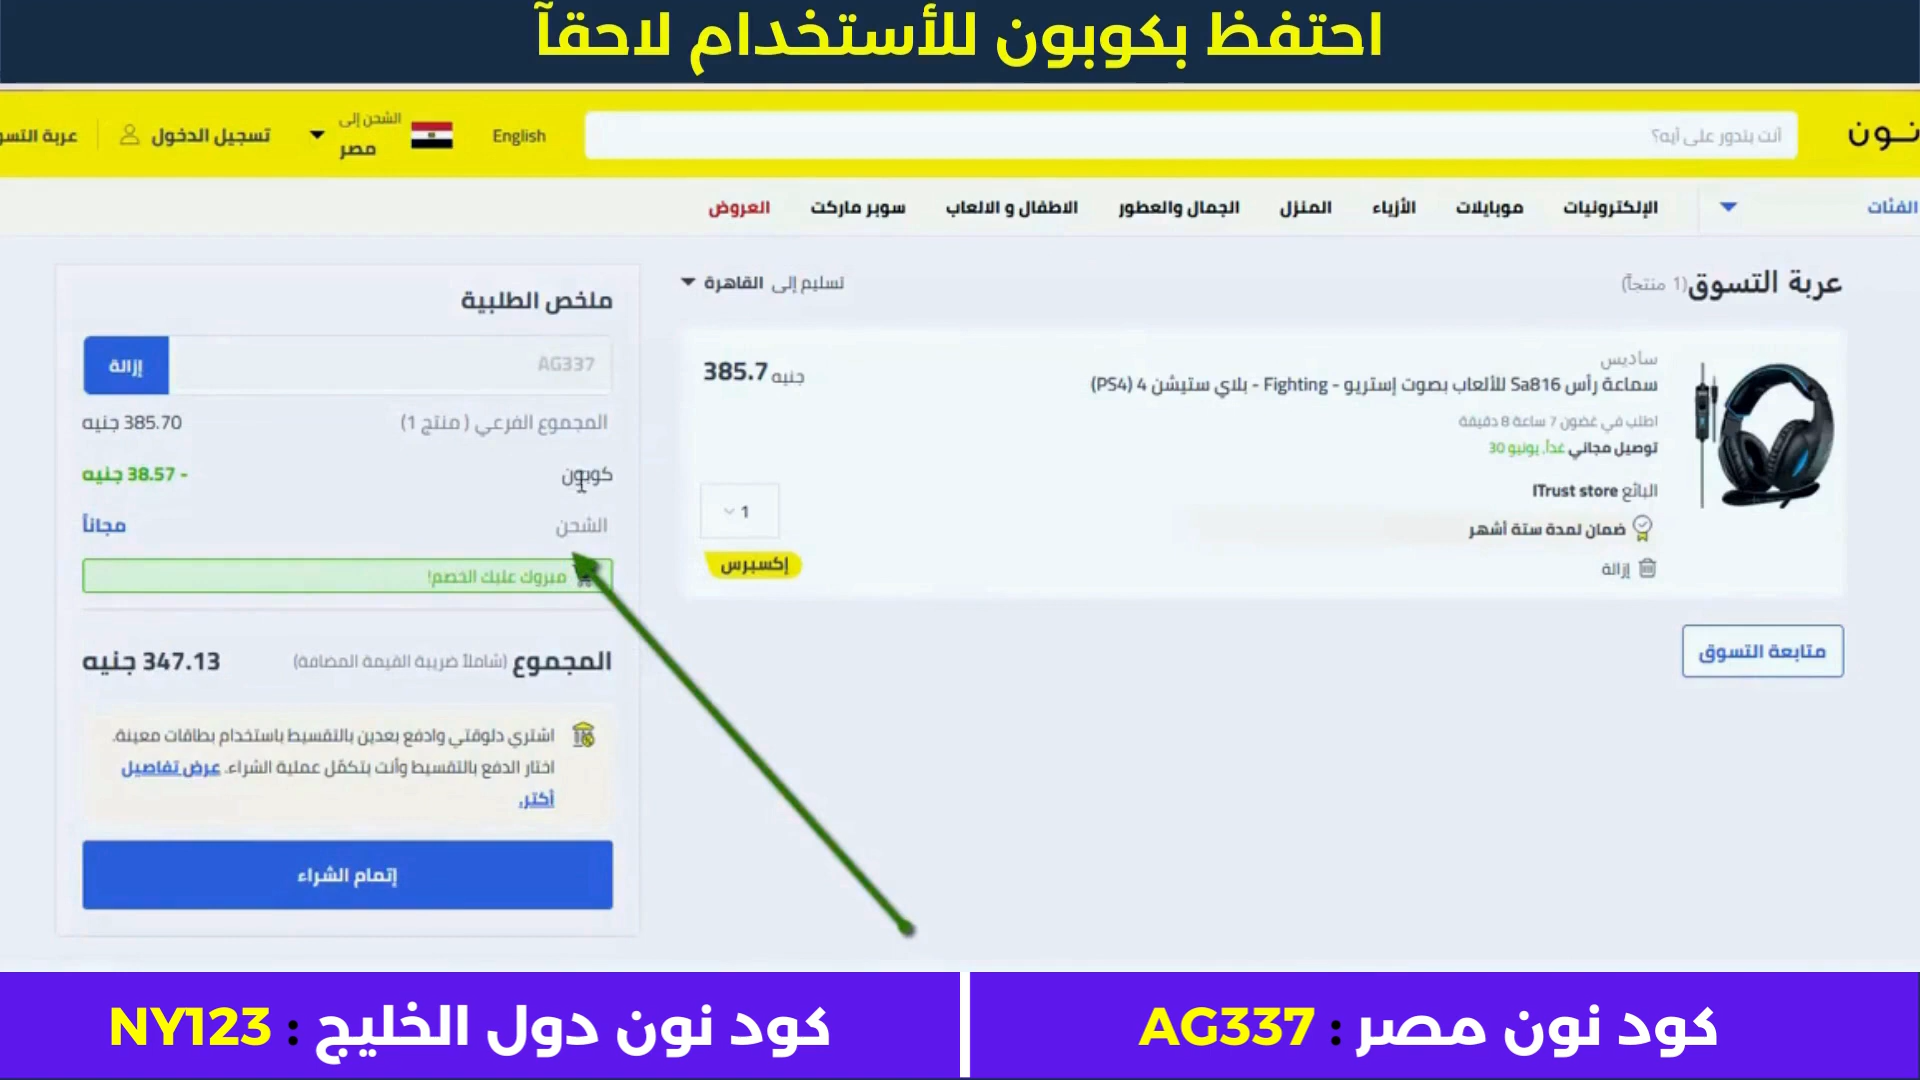 احتفظ بكوبون للأستخدام لاحقآ
نون
أنت بتدور على أيه؟
English
الشحن إلى
مصر
تسجيل الدخول
عربة التسو
الفئات
الإلكترونيات
موبايلات
الأزياء
المنزل
الجمال والعطور
الاطفال و الالعاب
سوبر ماركت
العروض
عربة التسوق (1 منتجاً)
تسليم إلى القاهرة
ساديس
سماعة رأس Sa816 للألعاب بصوت إستريو - Fighting - بلاي ستيشن 4 (PS4)
جنيه 385.7
اطلب في غضون 7 ساعة 8 دقيقة
توصيل مجاني غداً, يونيو 30
البائع ITrust store
ضمان لمدة ستة أشهر
إزالة
1
إكسبرس
متابعة التسوق
ملخص الطلبية
AG337
إزالة
المجموع الفرعي ( منتج 1) 385.70 جنيه
كوبون - 38.57 جنيه
الشحن مجاناً
مبروك عليك الخصم!
المجموع (شاملاً ضريبة القيمة المضافة) 347.13 جنيه
اشتري دلوقتي وادفع بعدين بالتقسيط باستخدام بطاقات معينة.
اختار الدفع بالتقسيط وأنت بتكمّل عملية الشراء. عرض تفاصيل
أكتر.
إتمام الشراء
كود نون مصر : AG337
كود نون دول الخليج : NY123